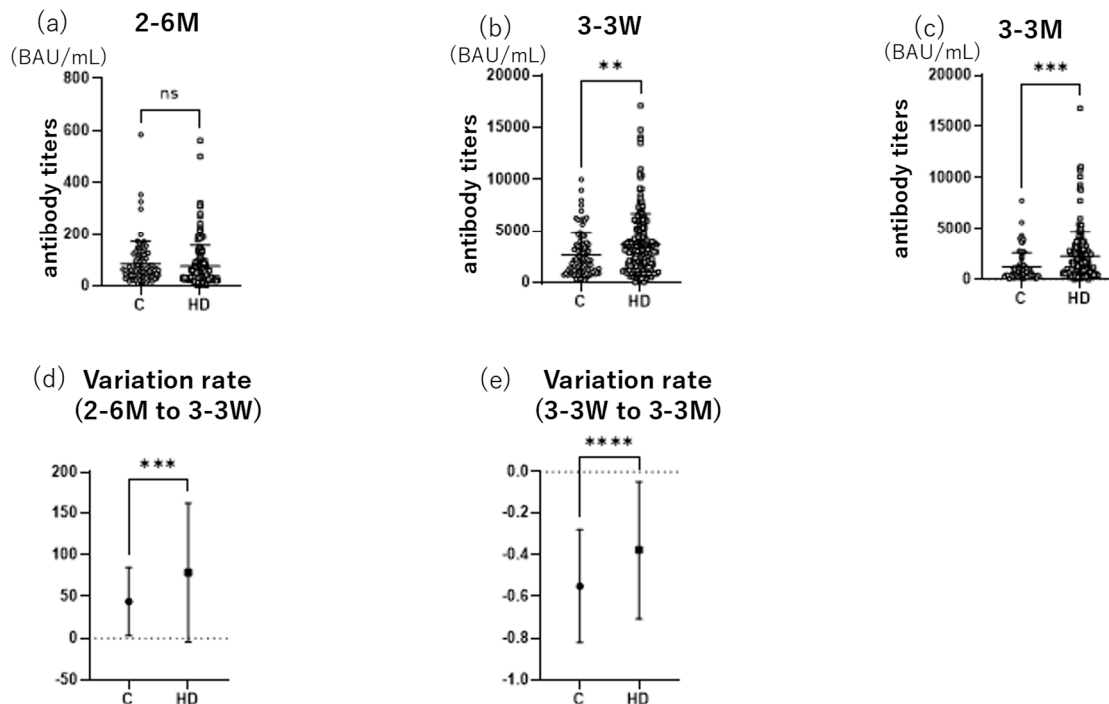 (a) 2-6M
(BAU/mL)
800
600
400
200
0
antibody titers
ns
C HD
(b) 3-3W
(BAU/mL)
20000
15000
10000
5000
0
antibody titers
**
C HD
(c) 3-3M
(BAU/mL)
20000
15000
10000
5000
0
antibody titers
***
C HD
(d) Variation rate
(2-6M to 3-3W)
200
150
100
50
0
-50
***
C HD
(e) Variation rate
(3-3W to 3-3M)
0.0
-0.2
-0.4
-0.6
-0.8
-1.0
****
C HD